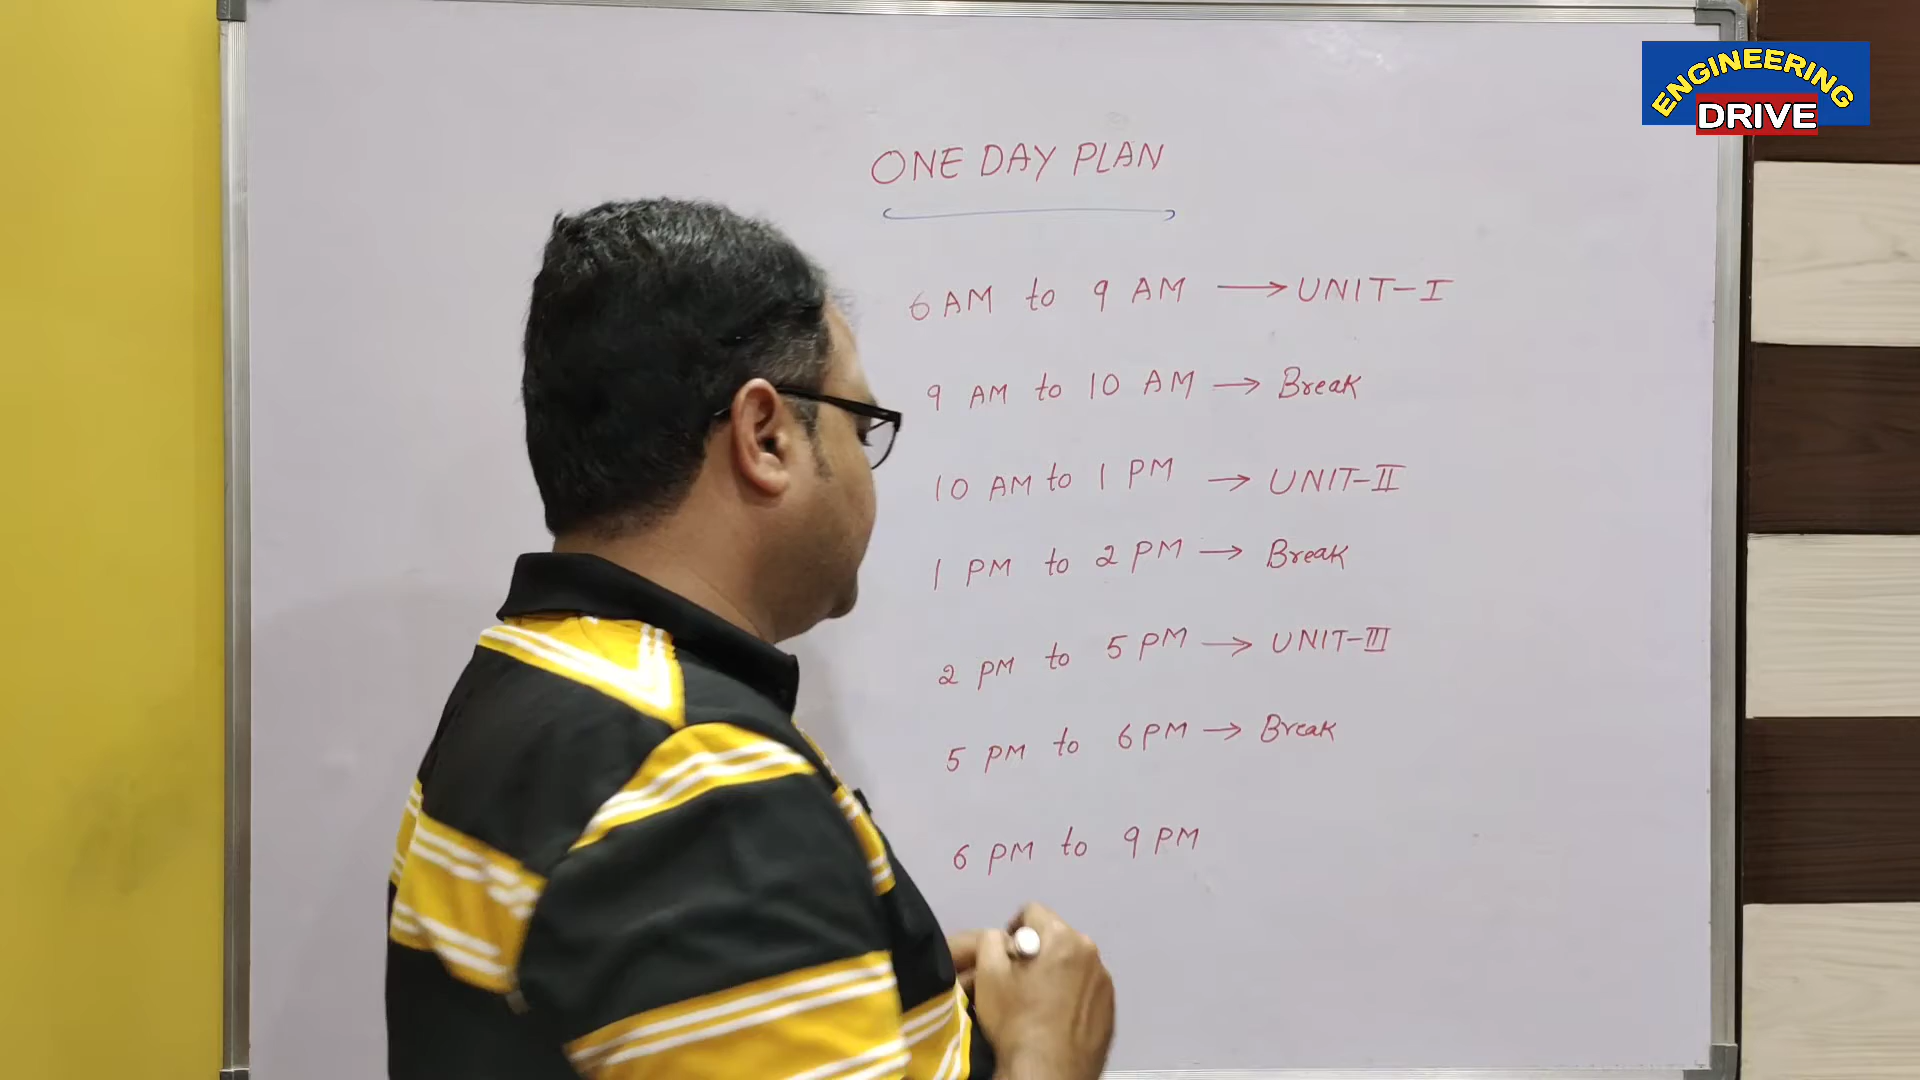 ENGINEERING
DRIVE
ONE DAY PLAN
6 AM to 9 AM → UNIT-I
9 AM to 10 AM → Break
10 AM to 1 PM → UNIT-II
1 PM to 2 PM → Break
2 PM to 5 PM → UNIT-III
5 PM to 6 PM → Break
6 PM to 9 PM